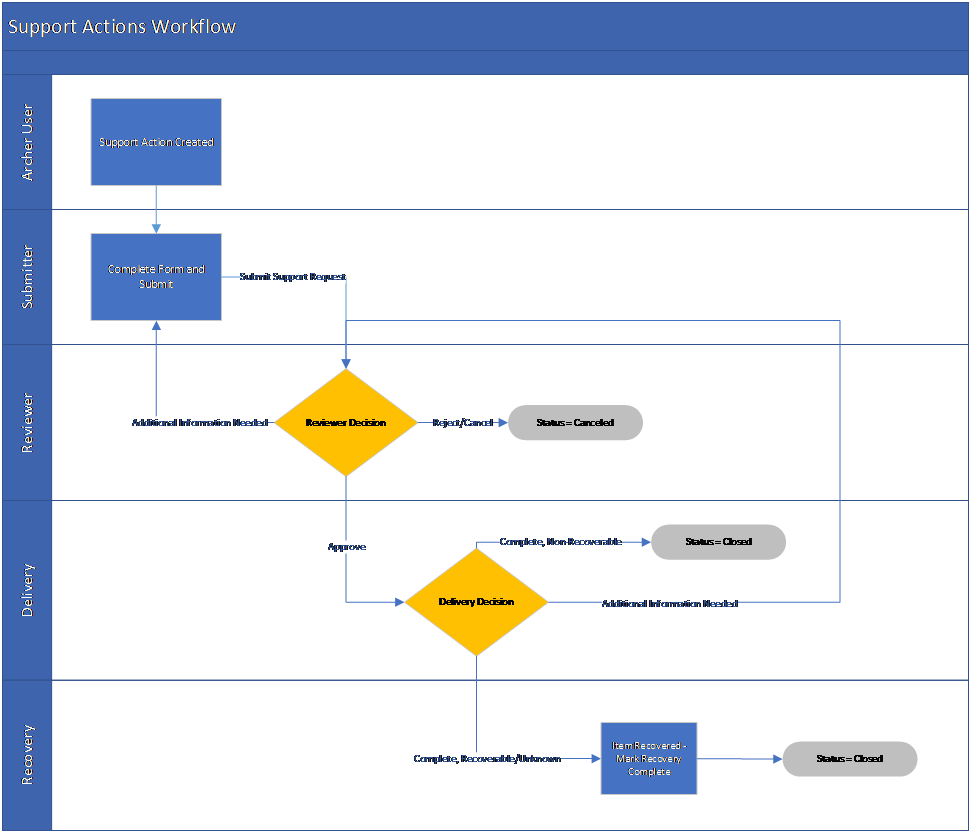 Support Actions Workflow
Archer User
Support Action Created
Submitter
Complete Form and
Submit
Submit Support Request
Reviewer
Additional Information Needed
Reviewer Decision
Reject/Cancel
Status = Canceled
Delivery
Approve
Complete, Non-Recoverable
Status = Closed
Delivery Decision
Additional Information Needed
Recovery
Complete, Recoverable/Unknown
Item Recovered -
Mark Recovery
Complete
Status = Closed